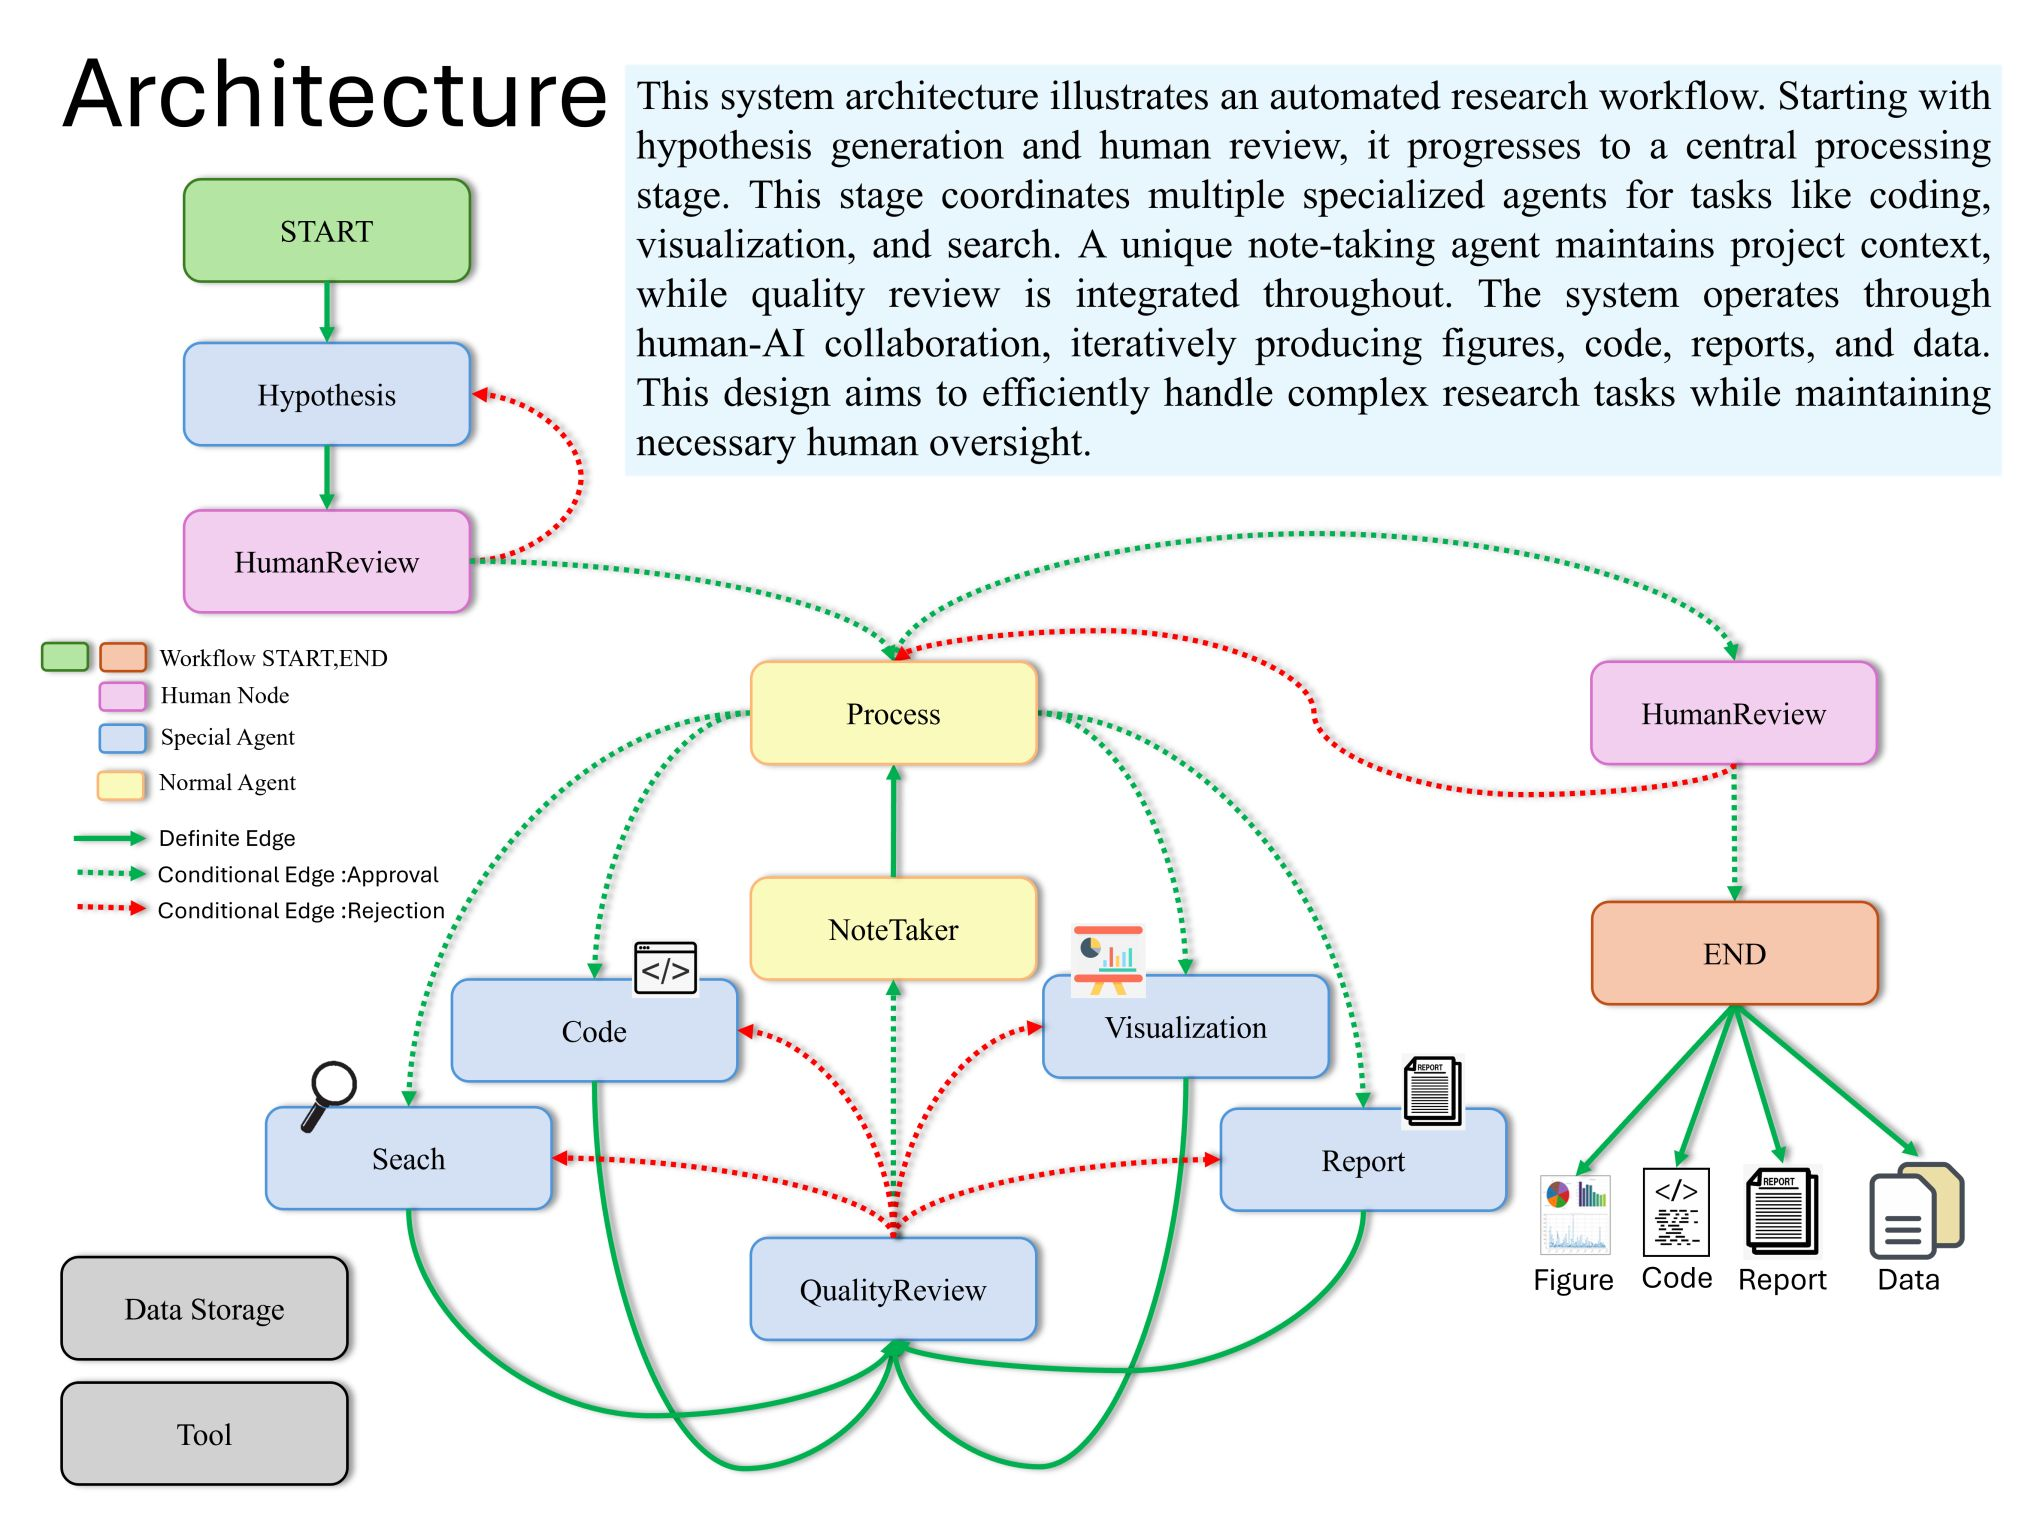 Architecture
This system architecture illustrates an automated research workflow. Starting with
hypothesis generation and human review, it progresses to a central processing
stage. This stage coordinates multiple specialized agents for tasks like coding,
visualization, and search. A unique note-taking agent maintains project context,
while quality review is integrated throughout. The system operates through
human-AI collaboration, iteratively producing figures, code, reports, and data.
This design aims to efficiently handle complex research tasks while maintaining
necessary human oversight.
START
Hypothesis
HumanReview
Workflow START,END
Human Node
Special Agent
Normal Agent
Definite Edge
Conditional Edge :Approval
Conditional Edge :Rejection
Process
HumanReview
NoteTaker
END
</>
Code
Visualization
Seach
REPORT
Report
QualityReview
</>
REPORT
Figure
Code
Report
Data
Data Storage
Tool